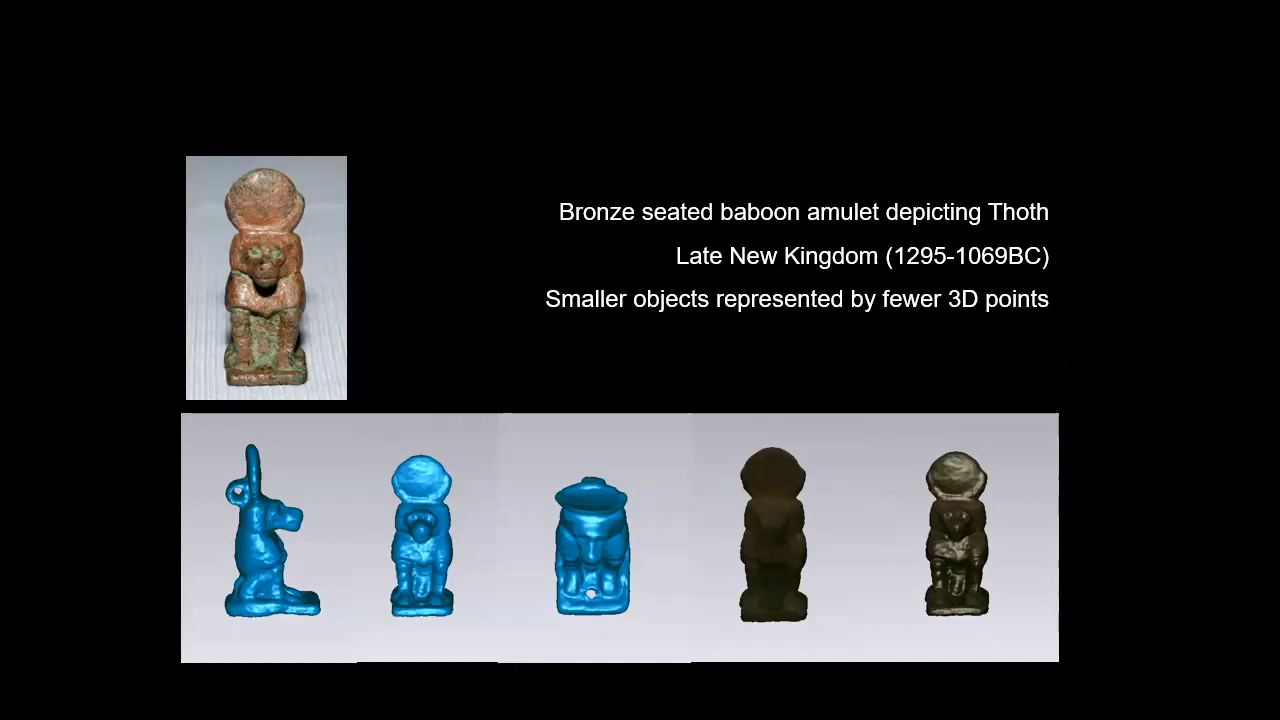 Bronze seated baboon amulet depicting Thoth
Late New Kingdom (1295-1069BC)
Smaller objects represented by fewer 3D points